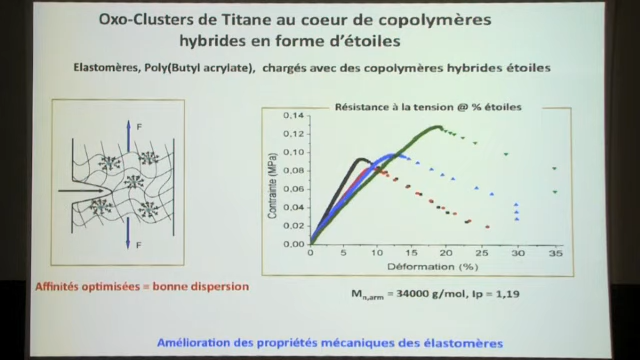 Oxo-Clusters de Titane au coeur de copolymères
hybrides en forme d'étoiles
Elastomères, Poly(Butyl acrylate), chargés avec des copolymères hybrides étoiles
F
F
Affinités optimisées = bonne dispersion
Résistance à la tension @ % étoiles
Contrainte (MPa)
0,14
0,12
0,10
0,08
0,06
0,04
0,02
0,00
0 5 10 15 20 25 30 35
Déformation (%)
Mn,arm = 34000 g/mol, Ip = 1,19
Amélioration des propriétés mécaniques des élastomères